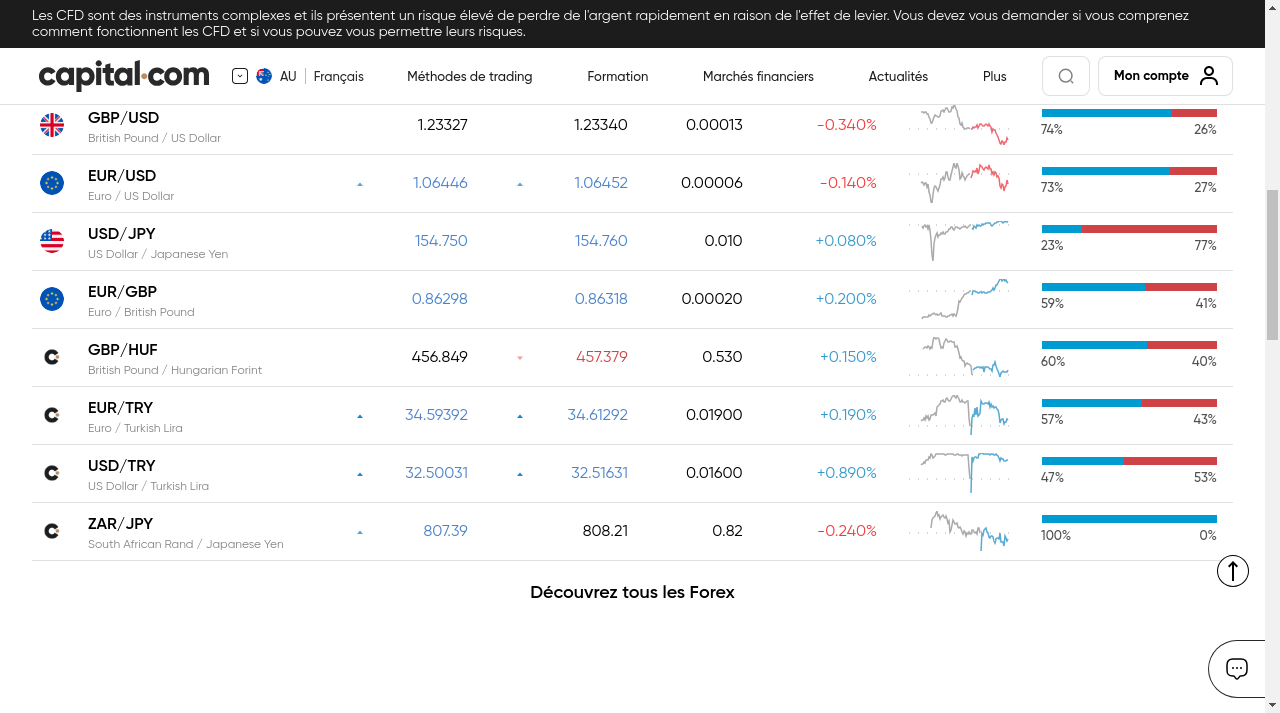 Les CFD sont des instruments complexes et ils présentent un risque élevé de perdre de l'argent rapidement en raison de l'effet de levier. Vous devez vous demander si vous comprenez
comment fonctionnent les CFD et si vous pouvez vous permettre leurs risques.
capital.com AU Français Méthodes de trading Formation Marchés financiers Actualités Plus Mon compte
GBP/USD 1.23327 1.23340 0.00013 -0.340%
British Pound / US Dollar 74% 26%
EUR/USD 1.06446 1.06452 0.00006 -0.140%
Euro / US Dollar 73% 27%
USD/JPY 154.750 154.760 0.010 +0.080%
US Dollar / Japanese Yen 23% 77%
EUR/GBP 0.86298 0.86318 0.00020 +0.200%
Euro / British Pound 59% 41%
GBP/HUF 456.849 457.379 0.530 +0.150%
British Pound / Hungarian Forint 60% 40%
EUR/TRY 34.59392 34.61292 0.01900 +0.190%
Euro / Turkish Lira 57% 43%
USD/TRY 32.50031 32.51631 0.01600 +0.890%
US Dollar / Turkish Lira 47% 53%
ZAR/JPY 807.39 808.21 0.82 -0.240%
South African Rand / Japanese Yen 100% 0%
Découvrez tous les Forex